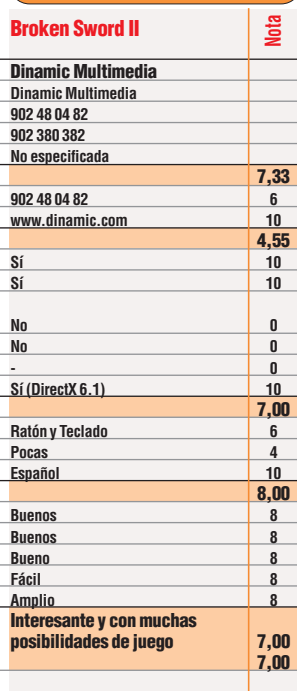 Broken Sword II Nota
Dinamic Multimedia
Dinamic Multimedia
902 48 04 82
902 380 382
No especificada
7,33
902 48 04 82 6
www.dinamic.com 10
4,55
Sí 10
Sí 10
No 0
No 0
- 0
Sí (DirectX 6.1) 10
7,00
Ratón y Teclado 6
Pocas 4
Español 10
8,00
Buenos 8
Buenos 8
Bueno 8
Fácil 8
Amplio 8
Interesante y con muchas
posibilidades de juego 7,00
7,00